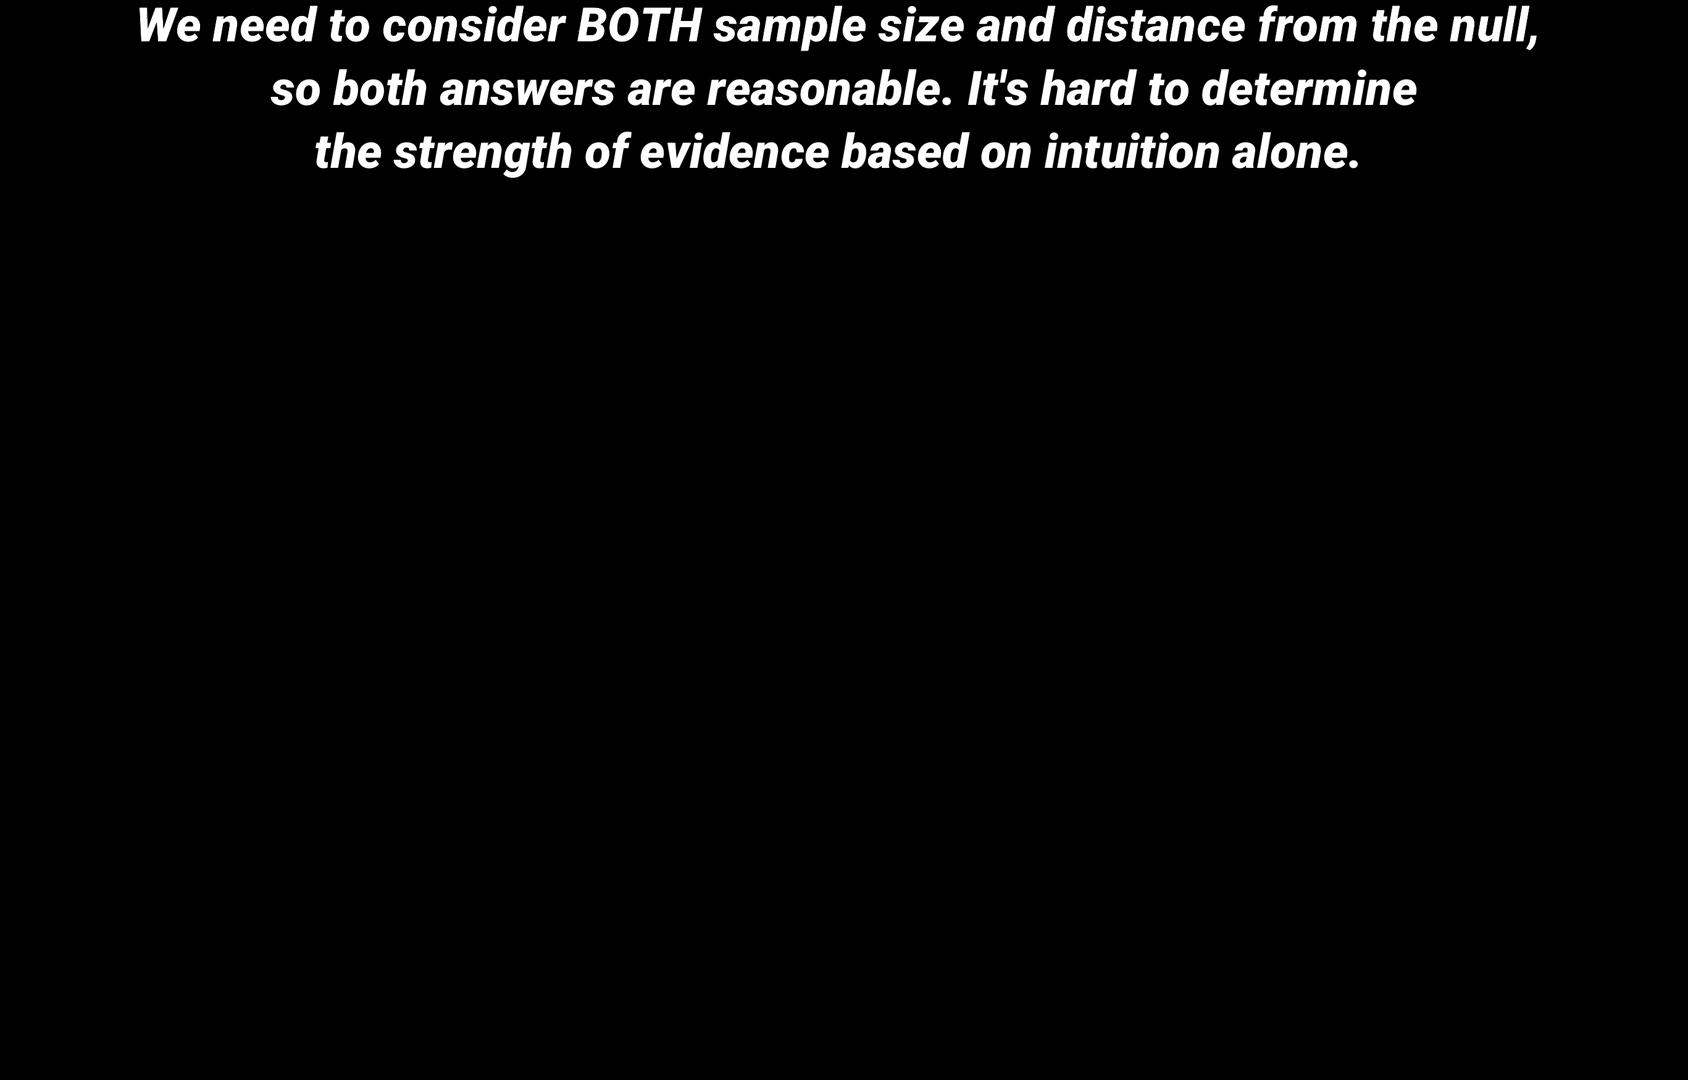 We need to consider BOTH sample size and distance from the null,
so both answers are reasonable. It's hard to determine
the strength of evidence based on intuition alone.